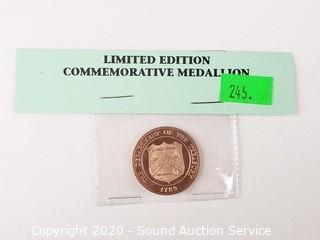 LIMITED EDITION
COMMEMORATIVE MEDALLION
245.
THE DEPARTMENT OF THE TREASURY
1789
Copyright 2020 - Sound Auction Service